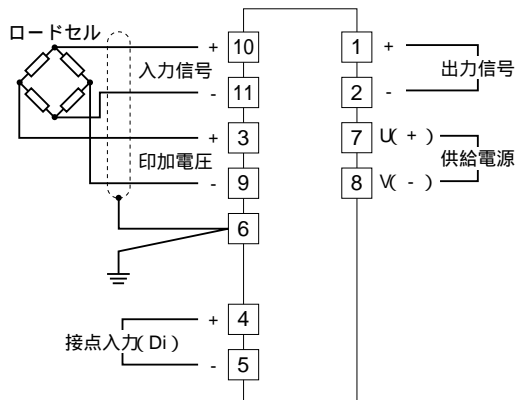 ロードセル
+ 10
入力信号
- 11
+ 3
印加電圧
- 9
6
+ 4
接点入力( Di )
- 5
1 +
出力信号
2 -
7 U( + )
供給電源
8 V( - )